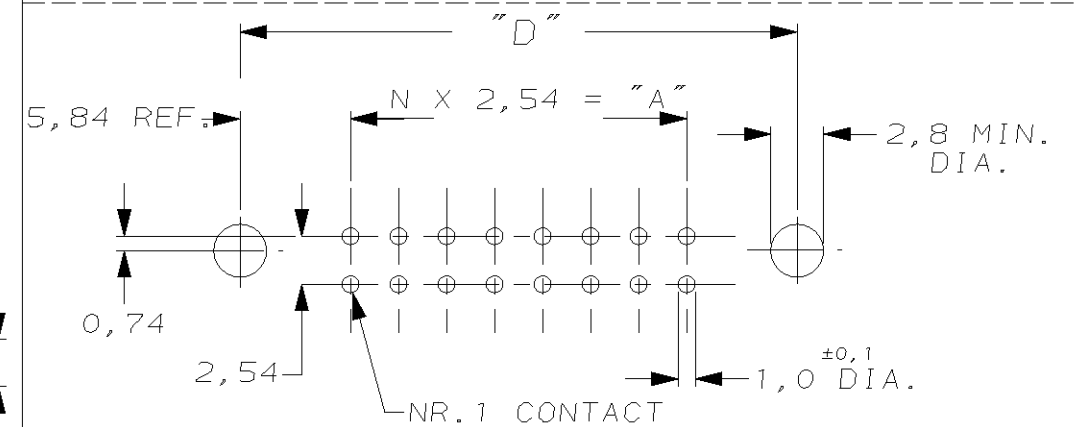 "D"
N X 2,54 = "A"
5,84 REF.
2,8 MIN.
DIA.
0,74
2,54
±0,1
1,0 DIA.
NR.1 CONTACT